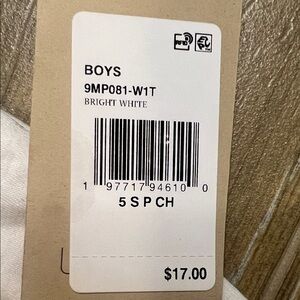 BOYS
9MP081-W1T
BRIGHT WHITE
1 97717 94610 0
5 S P CH
$17.00